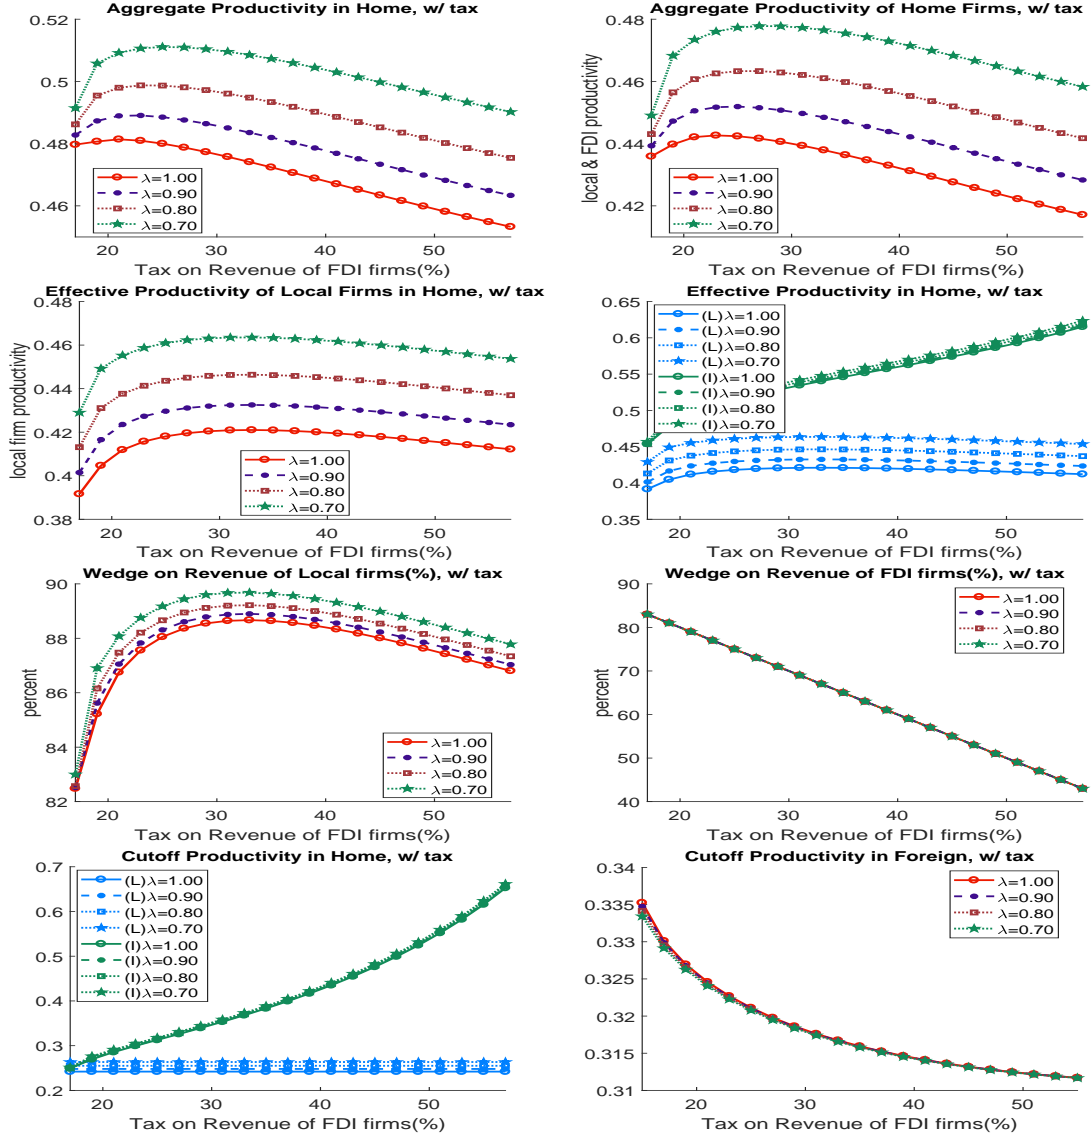 Aggregate Productivity in Home, w/ tax
0.52
0.5
0.48
0.46
λ=1.00
λ=0.90
λ=0.80
λ=0.70
20 30 40 50
Tax on Revenue of FDI firms(%)
Aggregate Productivity of Home Firms, w/ tax
local & FDI productivity
0.48
0.46
0.44
0.42
λ=1.00
λ=0.90
λ=0.80
λ=0.70
20 30 40 50
Tax on Revenue of FDI firms(%)
Effective Productivity of Local Firms in Home, w/ tax
local firm productivity
0.48
0.46
0.44
0.42
0.4
0.38
λ=1.00
λ=0.90
λ=0.80
λ=0.70
20 30 40 50
Tax on Revenue of FDI firms(%)
Effective Productivity in Home, w/ tax
0.65
0.6
0.55
0.5
0.45
0.4
0.35
(L)λ=1.00
(L)λ=0.90
(L)λ=0.80
(L)λ=0.70
(I)λ=1.00
(I)λ=0.90
(I)λ=0.80
(I)λ=0.70
20 30 40 50
Tax on Revenue of FDI firms(%)
Wedge on Revenue of Local firms(%), w/ tax
percent
90
88
86
84
82
λ=1.00
λ=0.90
λ=0.80
λ=0.70
20 30 40 50
Tax on Revenue of FDI firms(%)
Wedge on Revenue of FDI firms(%), w/ tax
percent
90
80
70
60
50
40
λ=1.00
λ=0.90
λ=0.80
λ=0.70
20 30 40 50
Tax on Revenue of FDI firms(%)
Cutoff Productivity in Home, w/ tax
0.7
0.6
0.5
0.4
0.3
0.2
(L)λ=1.00
(L)λ=0.90
(L)λ=0.80
(L)λ=0.70
(I)λ=1.00
(I)λ=0.90
(I)λ=0.80
(I)λ=0.70
20 30 40 50
Tax on Revenue of FDI firms(%)
Cutoff Productivity in Foreign, w/ tax
0.34
0.335
0.33
0.325
0.32
0.315
0.31
λ=1.00
λ=0.90
λ=0.80
λ=0.70
20 30 40 50
Tax on Revenue of FDI firms(%)